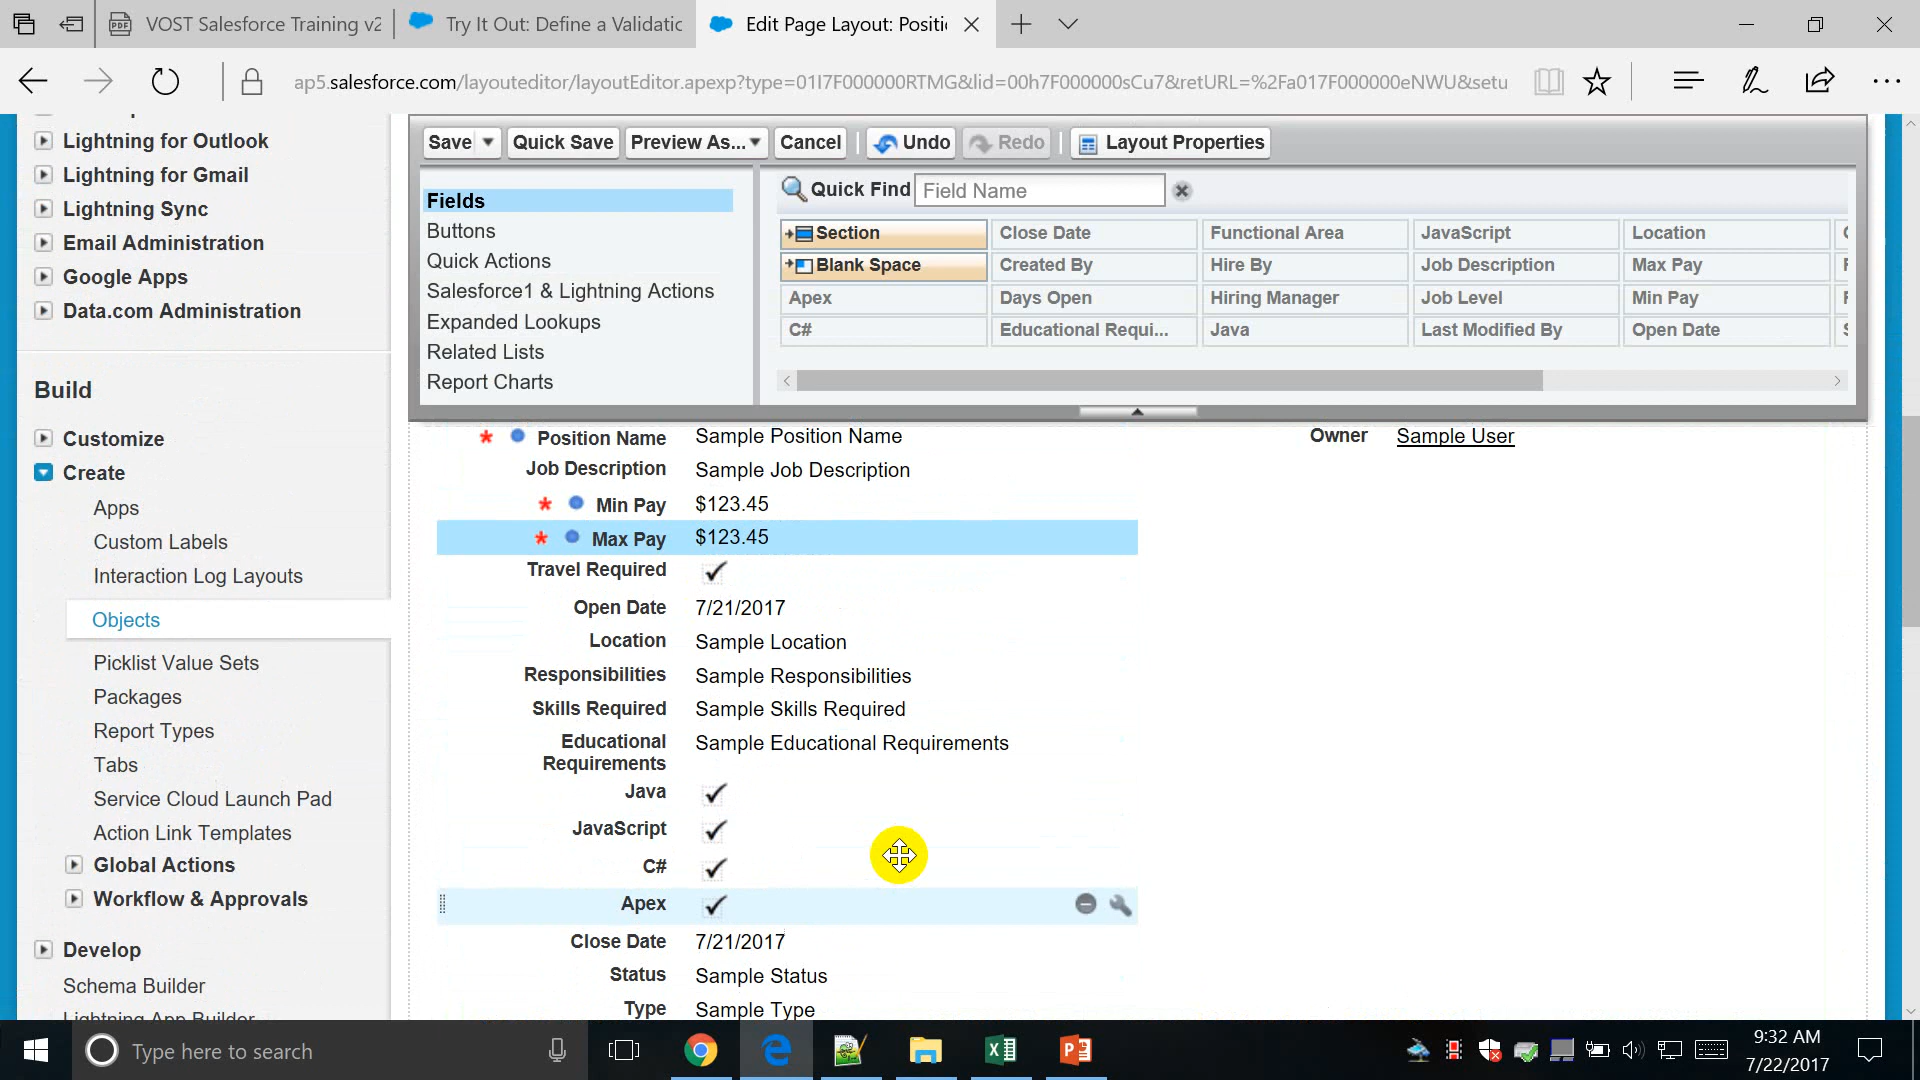 VOST Salesforce Training v2
Try It Out: Define a Validatic
Edit Page Layout: Positi
ap5.salesforce.com/layouteditor/layoutEditor.apexp?type=01I7F000000RTMG&lid=00h7F000000sCu7&retURL=%2Fa017F000000eNWU&setu
Lightning for Outlook
Lightning for Gmail
Lightning Sync
Email Administration
Google Apps
Data.com Administration
Build
Customize
Create
Apps
Custom Labels
Interaction Log Layouts
Objects
Picklist Value Sets
Packages
Report Types
Tabs
Service Cloud Launch Pad
Action Link Templates
Global Actions
Workflow & Approvals
Develop
Schema Builder
Lightning App Builder
Save Quick Save Preview As... Cancel Undo Redo Layout Properties
Fields
Buttons
Quick Actions
Salesforce1 & Lightning Actions
Expanded Lookups
Related Lists
Report Charts
Quick Find Field Name
Section Close Date Functional Area JavaScript Location
Blank Space Created By Hire By Job Description Max Pay
Apex Days Open Hiring Manager Job Level Min Pay
C# Educational Requi... Java Last Modified By Open Date
* Position Name Sample Position Name Owner Sample User
Job Description Sample Job Description
* Min Pay $123.45
* Max Pay $123.45
Travel Required
Open Date 7/21/2017
Location Sample Location
Responsibilities Sample Responsibilities
Skills Required Sample Skills Required
Educational Requirements Sample Educational Requirements
Java
JavaScript
C#
Apex
Close Date 7/21/2017
Status Sample Status
Type Sample Type
Type here to search
9:32 AM
7/22/2017